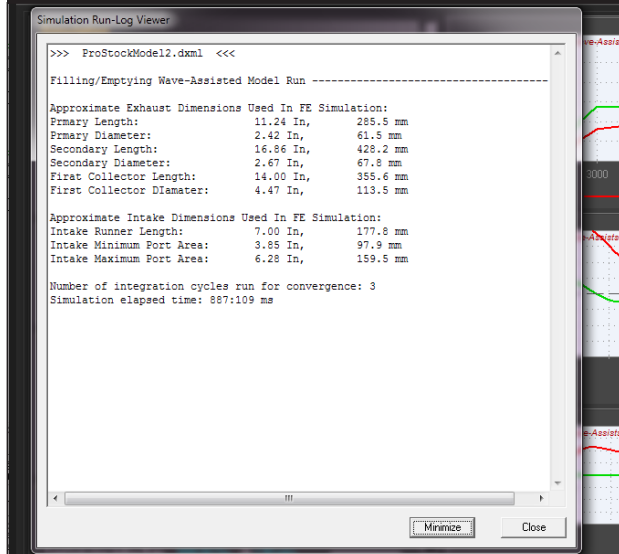 Simulation Run-Log Viewer
>>>  ProStockModel2.dxml  <<<
Filling/Emptying Wave-Assisted Model Run -------------------------------------
Approximate Exhaust Dimensions Used In FE Simulation:
Prmary Length: 11.24 In, 285.5 mm
Prmary Diameter: 2.42 In, 61.5 mm
Secondary Length: 16.86 In, 428.2 mm
Secondary Diameter: 2.67 In, 67.8 mm
Firat Collector Length: 14.00 In, 355.6 mm
First Collector DIamater: 4.47 In, 113.5 mm
Approximate Intake Dimensions Used In FE Simulation:
Intake Runner Length: 7.00 In, 177.8 mm
Intake Minimum Port Area: 3.85 In, 97.9 mm
Intake Maximum Port Area: 6.28 In, 159.5 mm
Number of integration cycles run for convergence: 3
Simulation elapsed time: 887:109 ms
Minimize
Close
ve-Assis
3000
-Assista
e-Assista